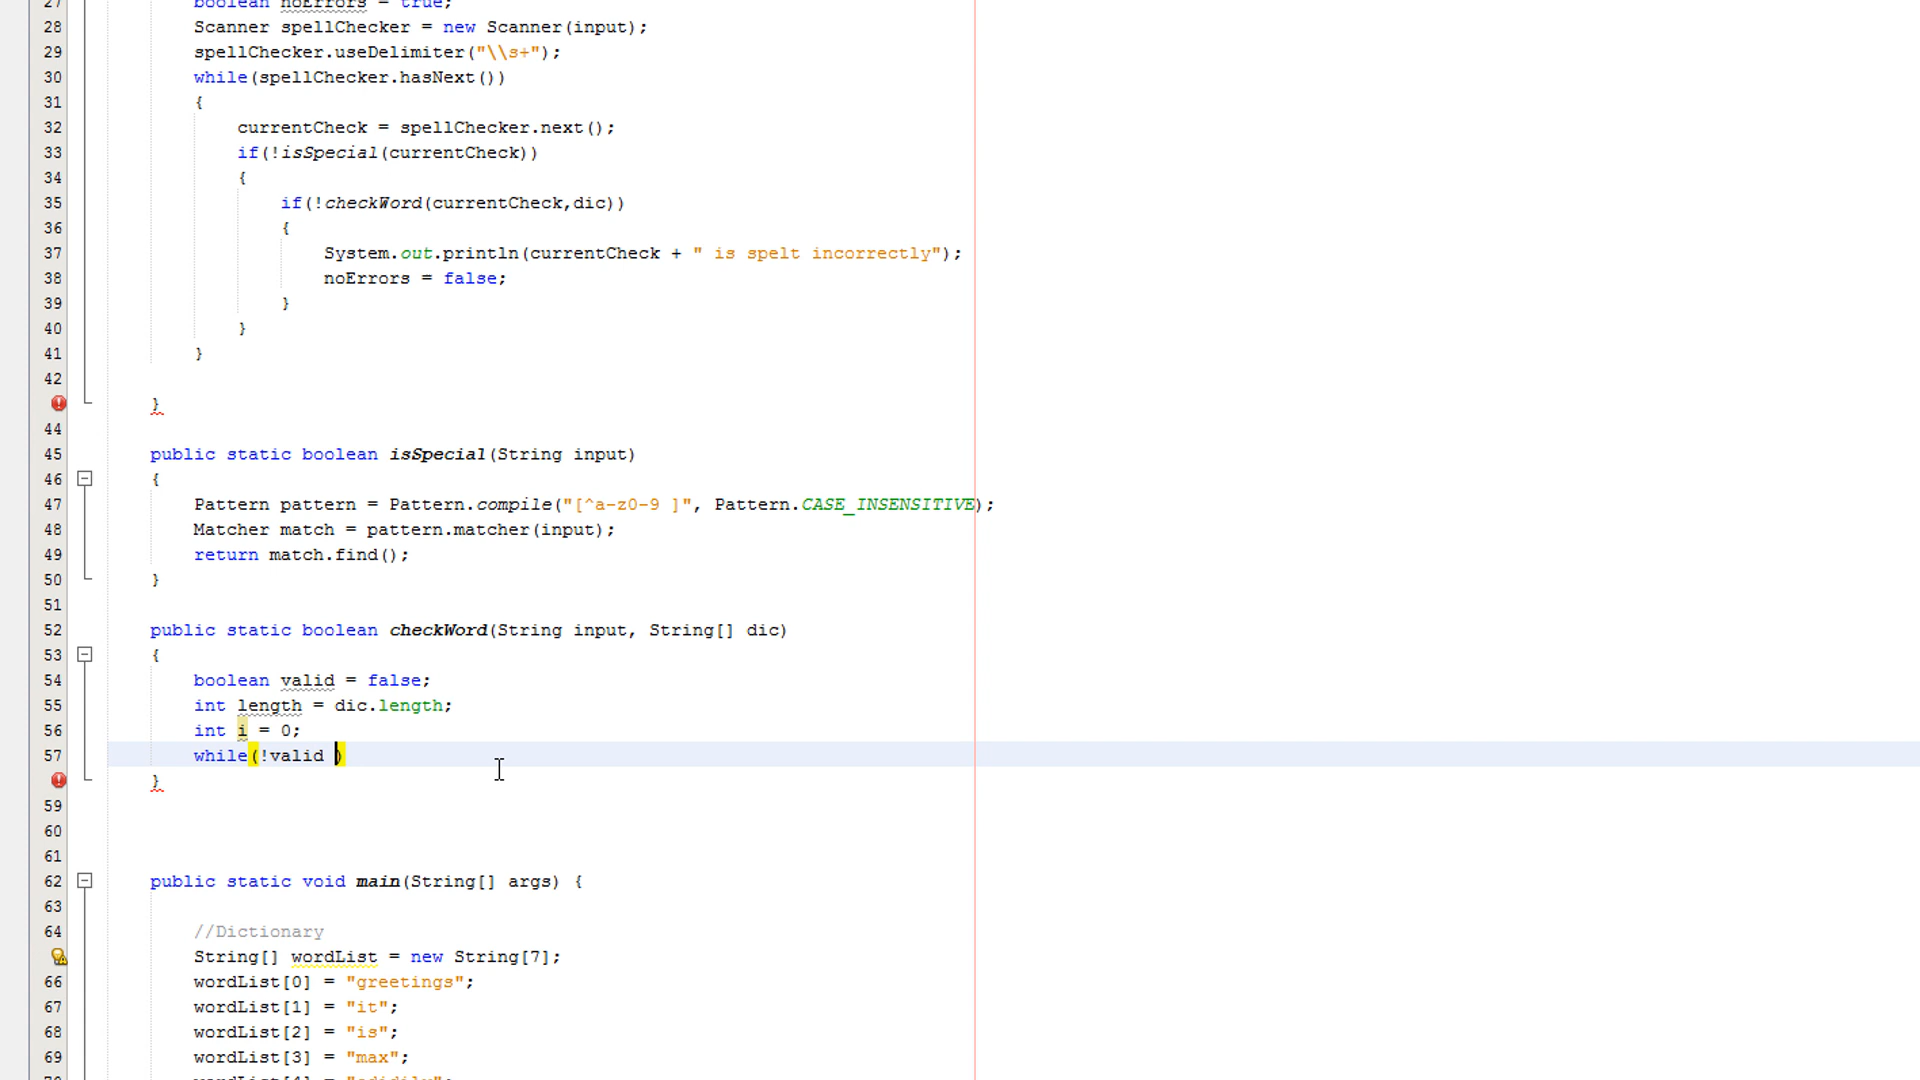 27 boolean noErrors = true;
28 Scanner spellChecker = new Scanner(input);
29 spellChecker.useDelimiter("\\s+");
30 while(spellChecker.hasNext())
31 {
32 currentCheck = spellChecker.next();
33 if(!isSpecial(currentCheck))
34 {
35 if(!checkWord(currentCheck,dic))
36 {
37 System.out.println(currentCheck + " is spelt incorrectly");
38 noErrors = false;
39 }
40 }
41 }
42
}
44
45 public static boolean isSpecial(String input)
46 {
47 Pattern pattern = Pattern.compile("[^a-z0-9 ]", Pattern.CASE_INSENSITIVE);
48 Matcher match = pattern.matcher(input);
49 return match.find();
50 }
51
52 public static boolean checkWord(String input, String[] dic)
53 {
54 boolean valid = false;
55 int length = dic.length;
56 int i = 0;
57 while(!valid )
}
59
60
61
62 public static void main(String[] args) {
63
64 //Dictionary
String[] wordList = new String[7];
66 wordList[0] = "greetings";
67 wordList[1] = "it";
68 wordList[2] = "is";
69 wordList[3] = "max";